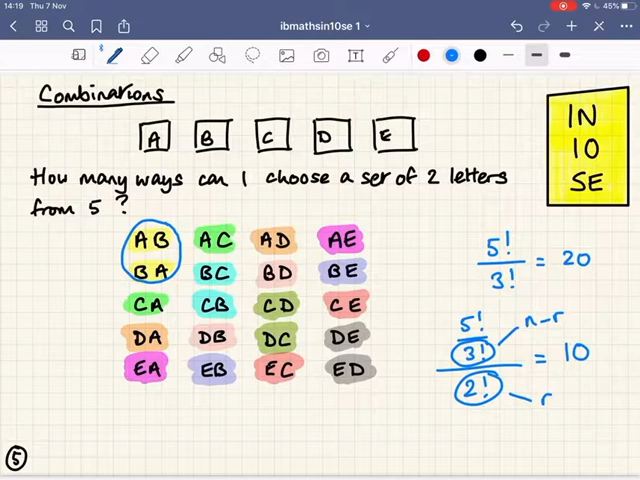 14:19 Thu 7 Nov
45%
ibmathsin10se 1
Combinations
A B C D E
IN
10
SE
How many ways can I choose a set of 2 letters
from 5 ?
AB AC AD AE
BA BC BD BE
CA CB CD CE
DA DB DC DE
EA EB EC ED
5!
3!
= 20
5!
3!
n-r
2!
r
= 10
5